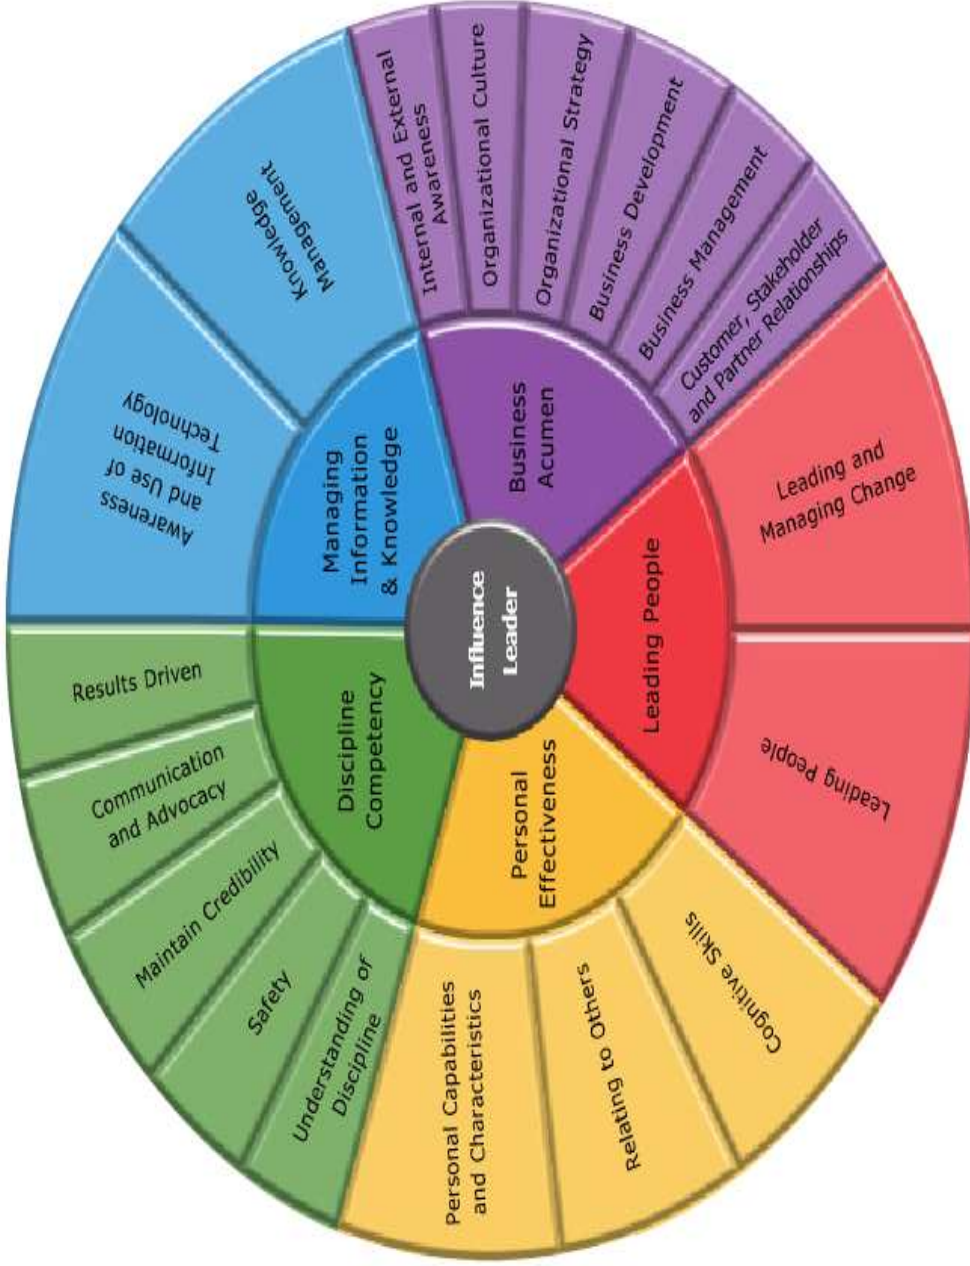 Influence
Leader
Business
Acumen
Internal and External
Awareness
Organizational Culture
Organizational Strategy
Business Development
Business Management
Customer, Stakeholder
and Partner Relationships
Leading People
Leading and
Managing Change
Leading People
Personal
Effectiveness
Cognitive Skills
Relating to Others
Personal Capabilities
and Characteristics
Discipline
Competency
Understanding of
Discipline
Safety
Maintain Credibility
Communication
and Advocacy
Results Driven
Managing
Information
& Knowledge
Awareness
and Use of
Information
Technology
Knowledge
Management